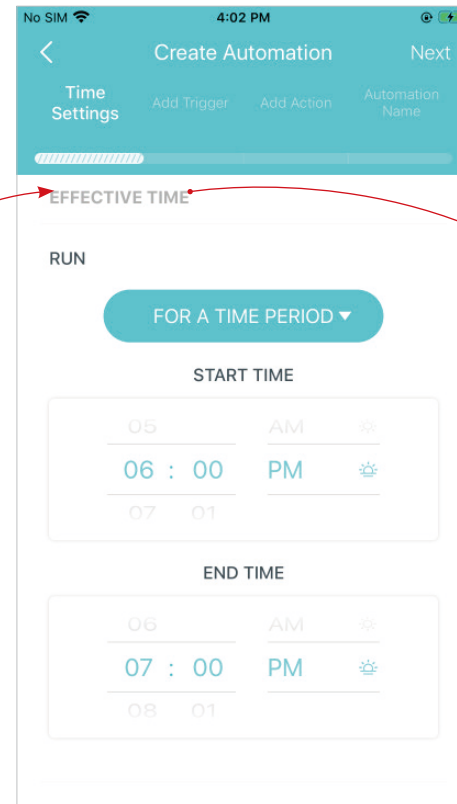 No SIM 4:02 PM
Create Automation Next
Time Settings Add Trigger Add Action Automation Name
EFFECTIVE TIME
RUN
FOR A TIME PERIOD
START TIME
05 AM
06 : 00 PM
07 01
END TIME
06 AM
07 : 00 PM
08 01